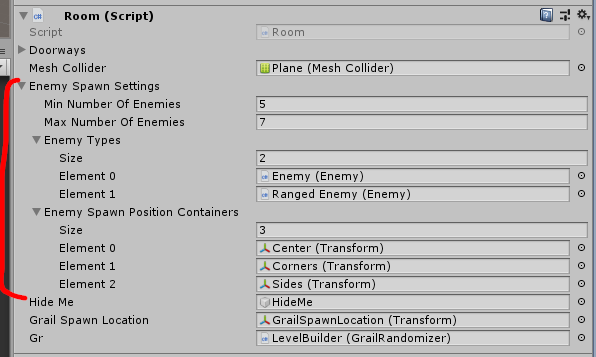 Room (Script)
Script Room
Doorways
Mesh Collider Plane (Mesh Collider)
Enemy Spawn Settings
Min Number Of Enemies 5
Max Number Of Enemies 7
Enemy Types
Size 2
Element 0 Enemy (Enemy)
Element 1 Ranged Enemy (Enemy)
Enemy Spawn Position Containers
Size 3
Element 0 Center (Transform)
Element 1 Corners (Transform)
Element 2 Sides (Transform)
Hide Me HideMe
Grail Spawn Location GrailSpawnLocation (Transform)
Gr LevelBuilder (GrailRandomizer)